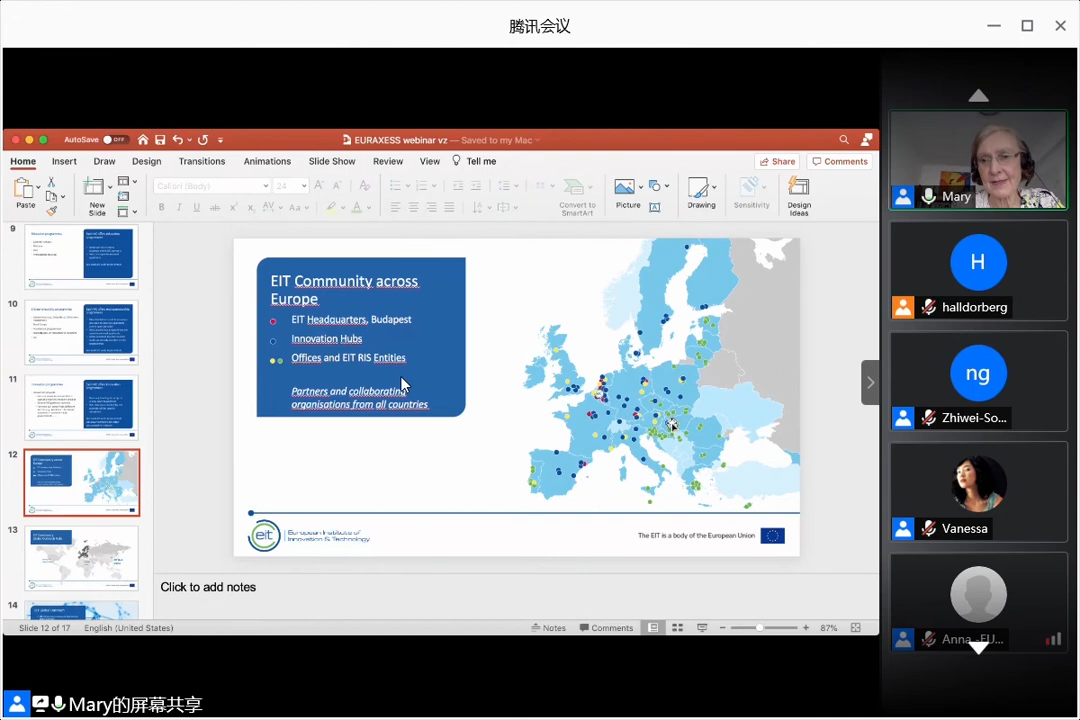 腾讯会议
AutoSave OFF
EURAXESS webinar vz — Saved to my Mac
Home Insert Draw Design Transitions Animations Slide Show Review View Tell me
Share Comments
Paste
New
Slide
Calibri (Body) 24
Convert to
SmartArt
Picture
Drawing
Sensitivity
Design
Ideas
9
10
11
12
13
14
EIT Community across
Europe
EIT Headquarters, Budapest
Innovation Hubs
Offices and EIT RIS Entities
Partners and collaborating
organisations from all countries
eit European Institute of
Innovation & Technology
The EIT is a body of the European Union
Click to add notes
Slide 12 of 17 English (United States)
Notes Comments 87%
Mary
H
halldorberg
ng
Zhiwei-So...
Vanessa
Anna -EU...
Mary的屏幕共享